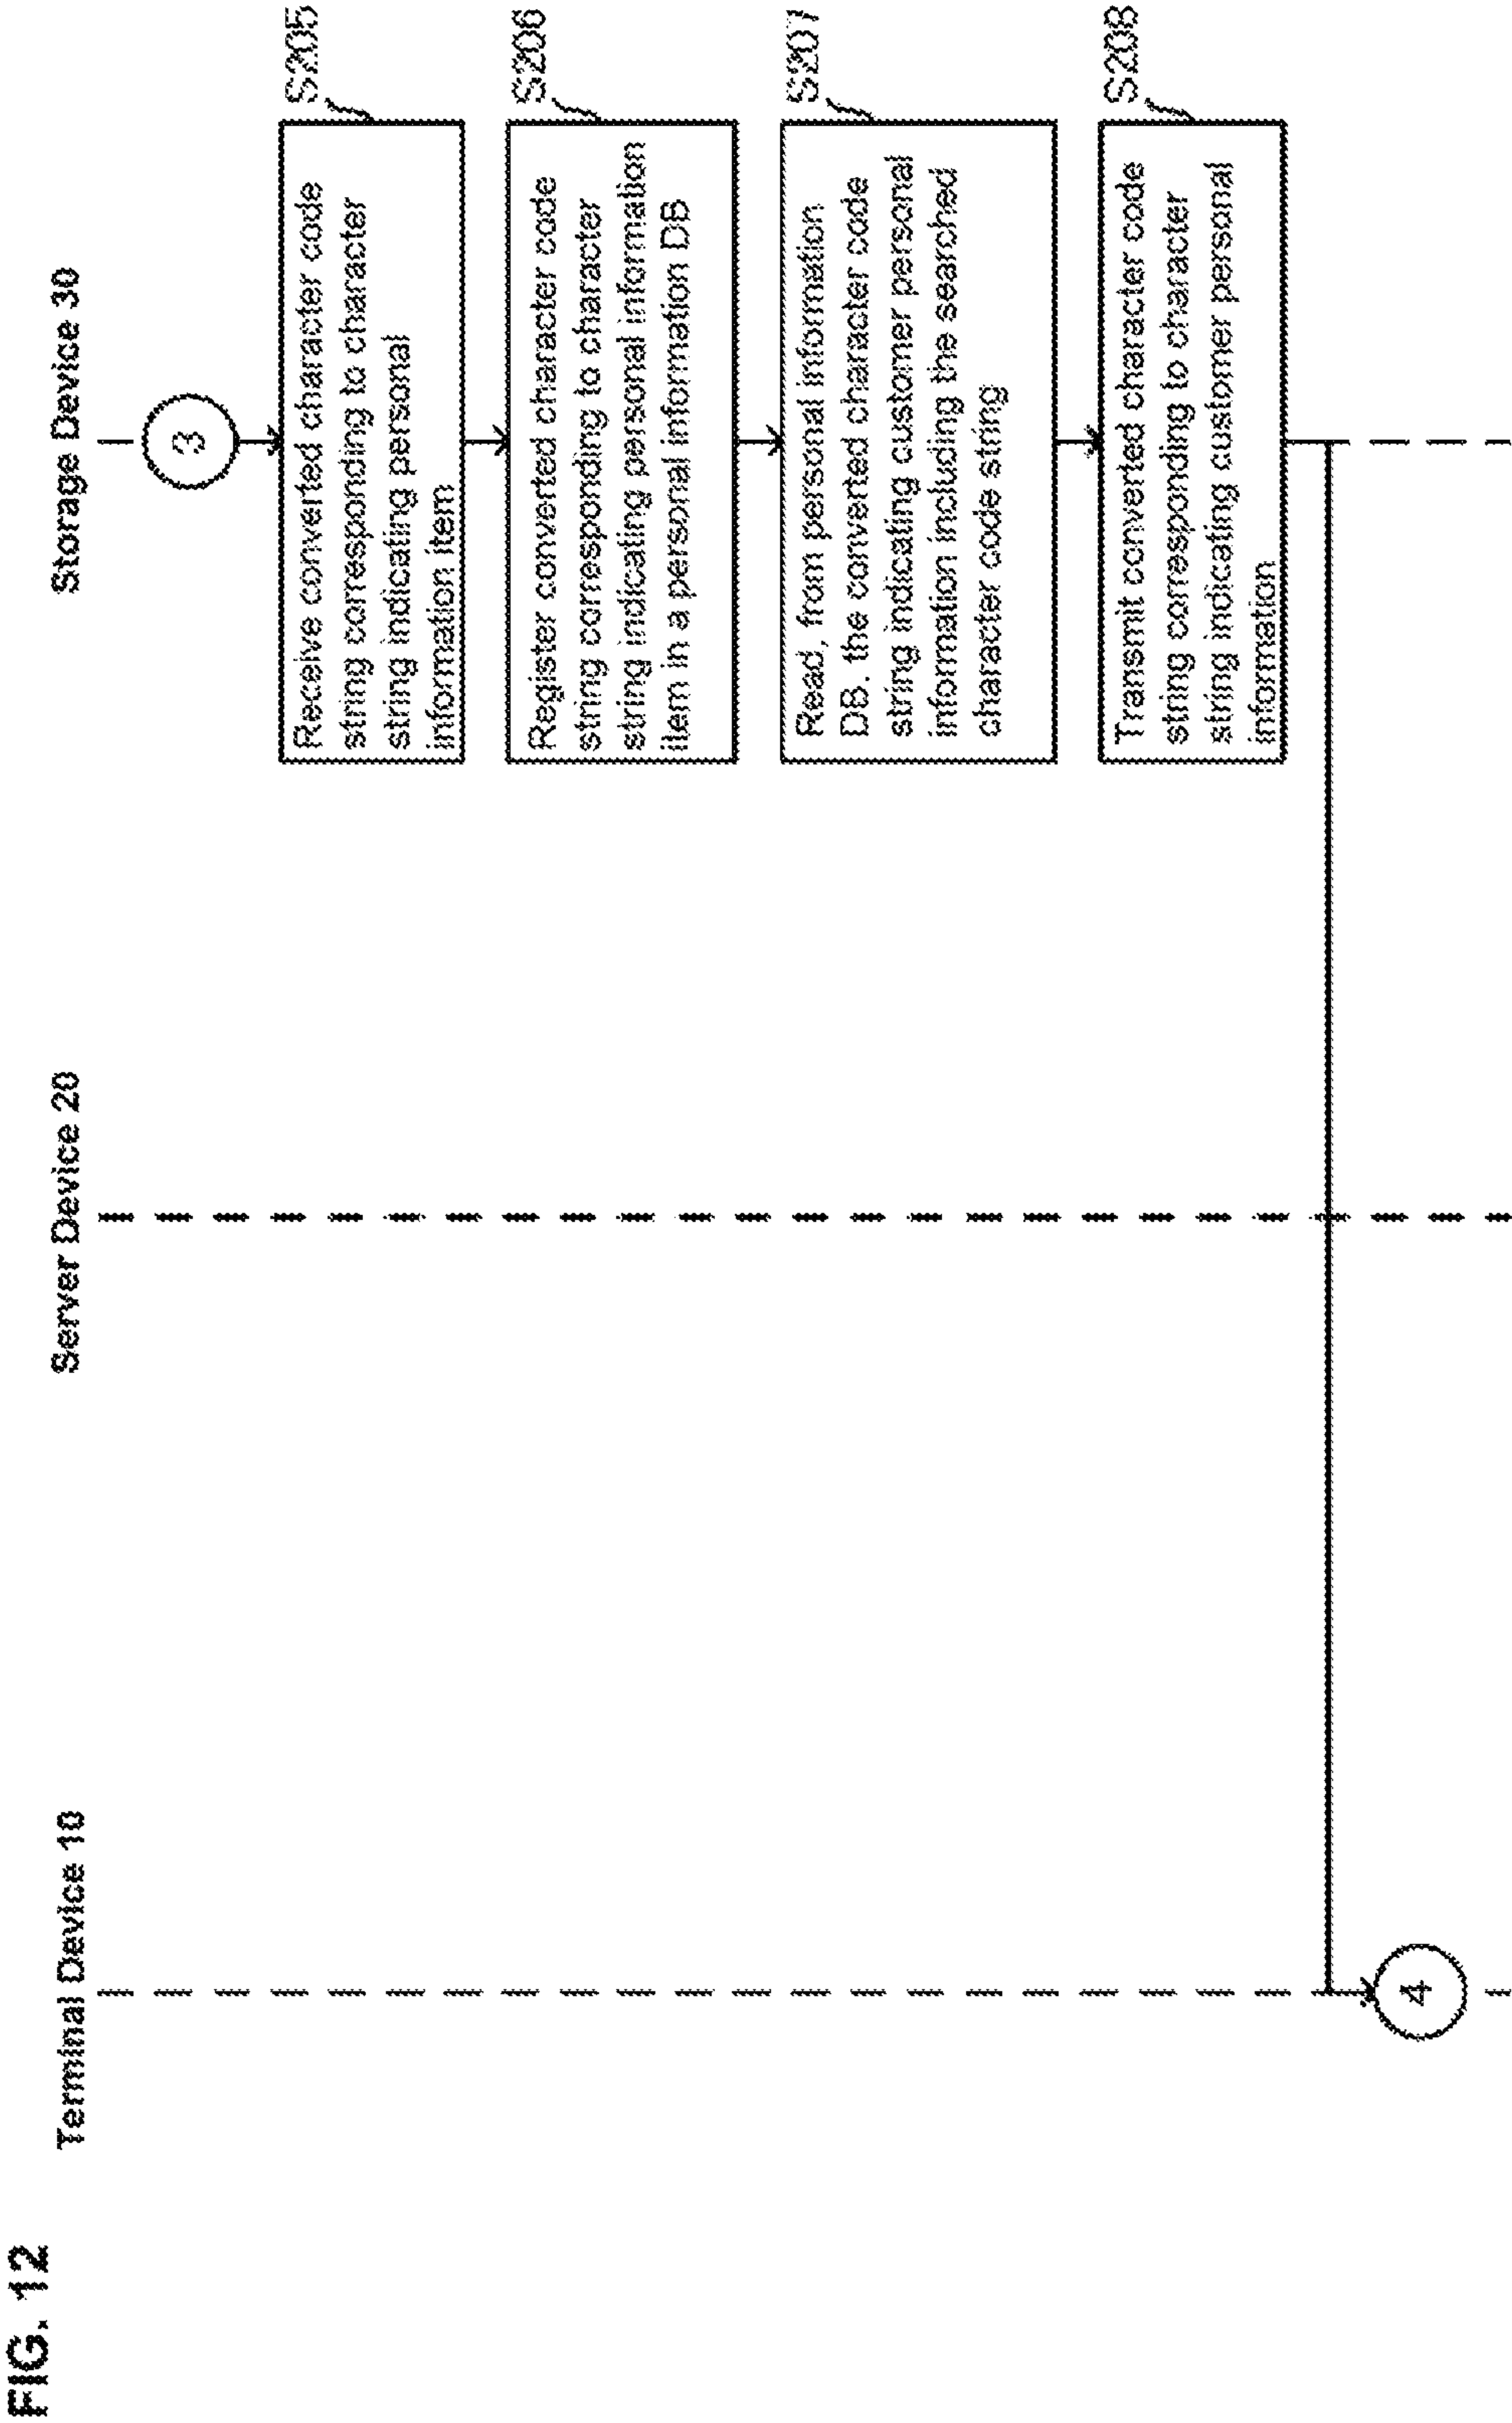 FIG. 12
Terminal Device 10
Server Device 20
Storage Device 30
3
S205
Receive converted character code
string corresponding to character
string indicating personal
information item
S206
Register converted character code
string corresponding to character
string indicating personal information
item in a personal information DB
S207
Read, from personal information
DB. the converted character code
string indicating customer personal
information including the searched
character code string
S208
Transmit converted character code
string corresponding to character
string indicating customer personal
information
4